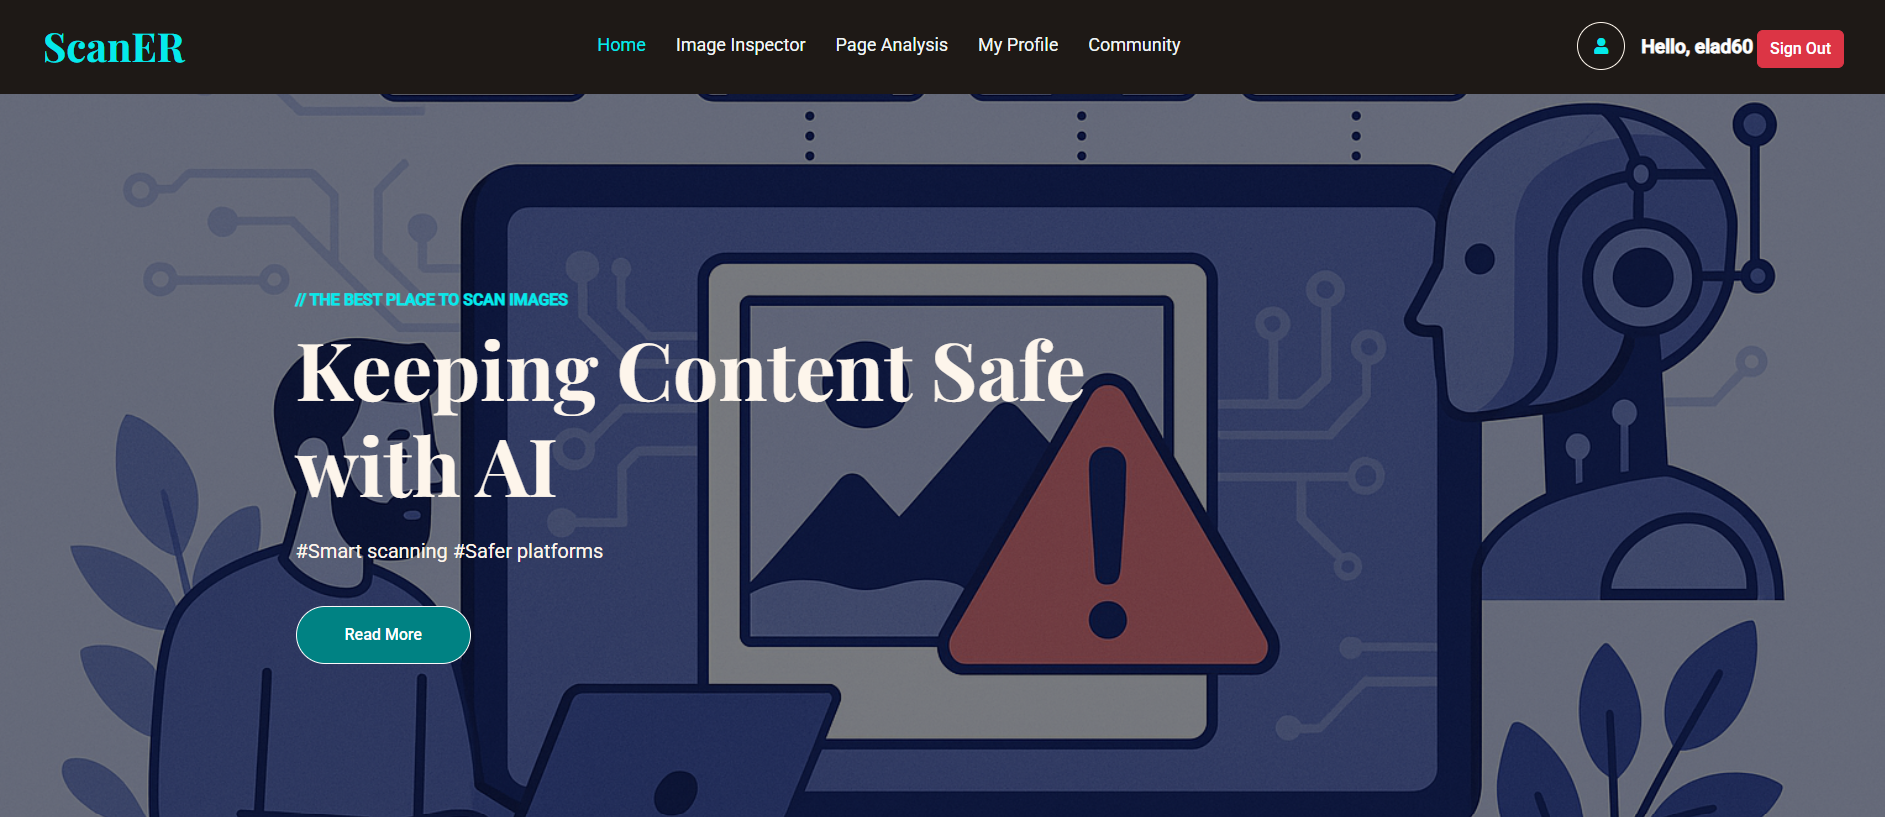 ScanER
Home Image Inspector Page Analysis My Profile Community
Hello, elad60 Sign Out
// THE BEST PLACE TO SCAN IMAGES
Keeping Content Safe
with AI
#Smart scanning #Safer platforms
Read More